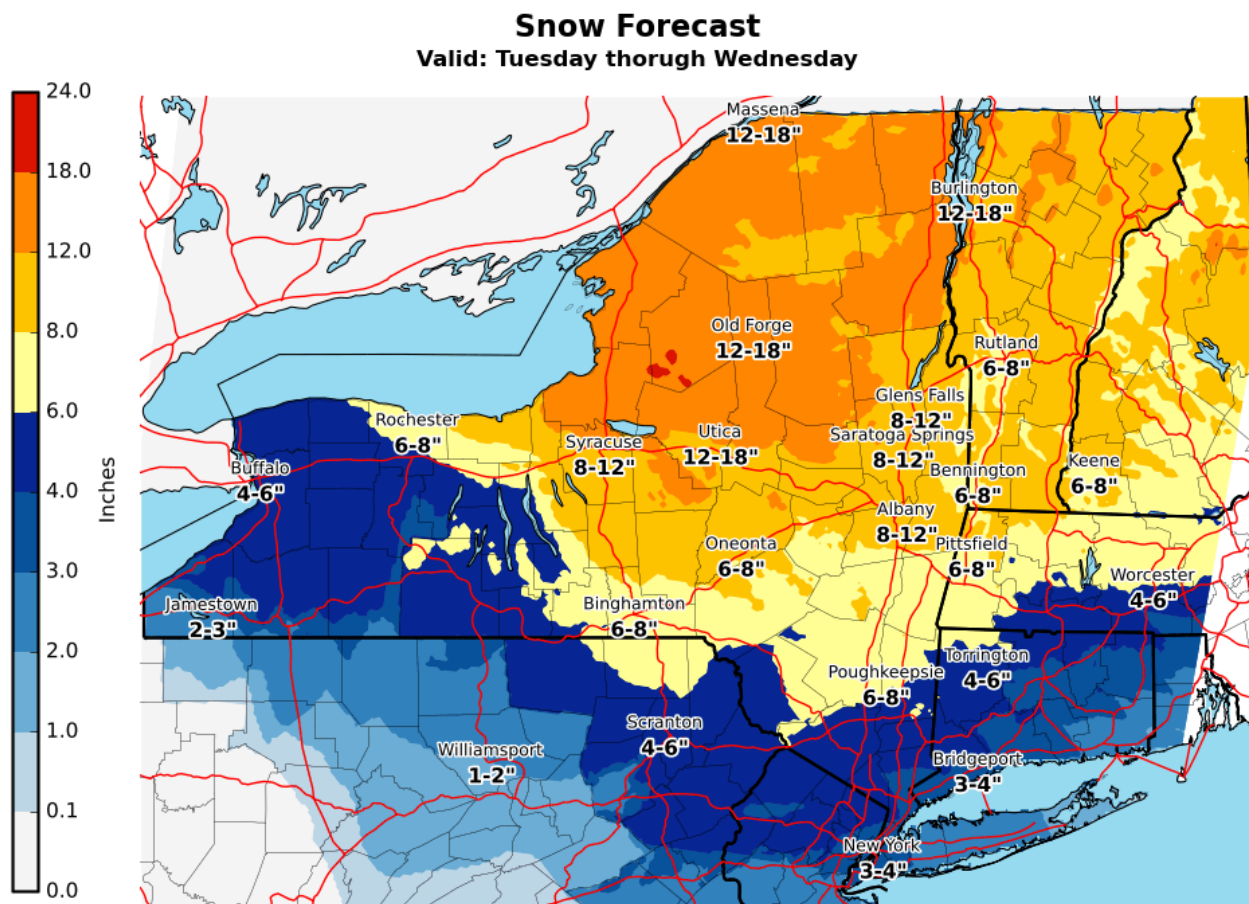 Snow Forecast
Valid: Tuesday thorugh Wednesday
24.0
18.0
12.0
8.0
6.0
4.0
3.0
2.0
1.0
0.1
0.0
Inches
Massena
12-18"
Burlington
12-18"
Old Forge
12-18"
Rutland
6-8"
Glens Falls
8-12"
Rochester
6-8"
Syracuse
8-12"
Utica
12-18"
Saratoga Springs
8-12"
Buffalo
4-6"
Bennington
6-8"
Keene
6-8"
Albany
8-12"
Oneonta
6-8"
Pittsfield
6-8"
Worcester
4-6"
Jamestown
2-3"
Binghamton
6-8"
Torrington
4-6"
Poughkeepsie
6-8"
Scranton
4-6"
Williamsport
1-2"
Bridgeport
3-4"
New York
3-4"